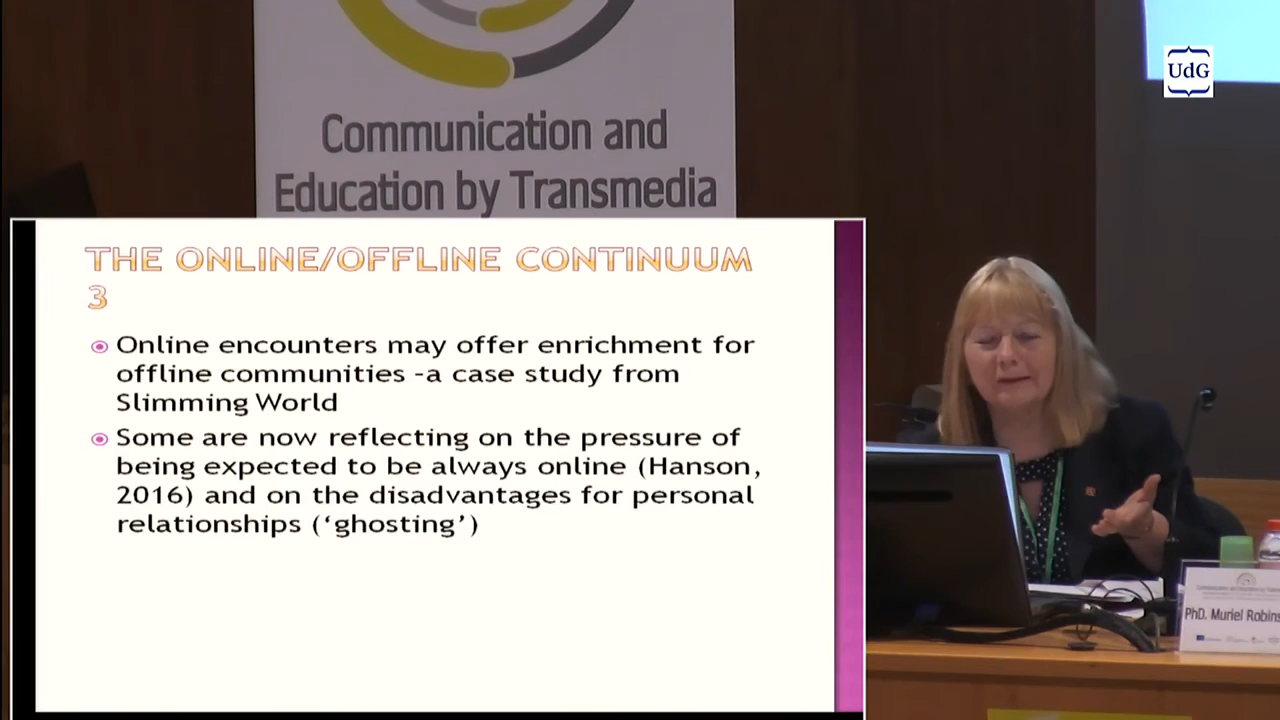 UdG
Communication and
Education by Transmedia
THE ONLINE/OFFLINE CONTINUUM
3
Online encounters may offer enrichment for
offline communities -a case study from
Slimming World
Some are now reflecting on the pressure of
being expected to be always online (Hanson,
2016) and on the disadvantages for personal
relationships (‘ghosting’)
PhD. Muriel Robins